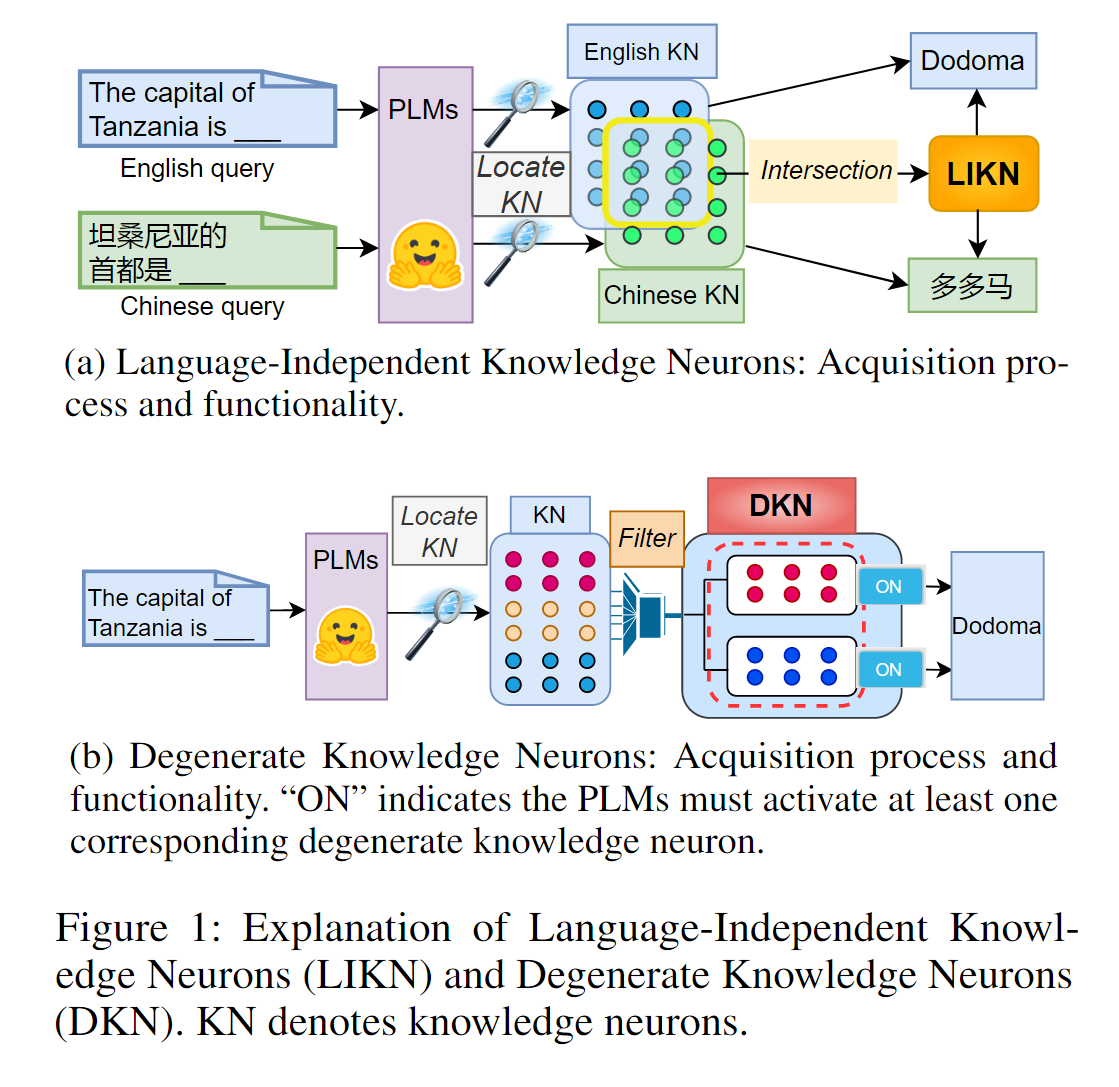 English KN
The capital of
Tanzania is ___
English query
PLMs
Locate
KN
Dodoma
Intersection
LIKN
坦桑尼亚的
首都是 ___
Chinese query
Chinese KN
多多马
(a) Language-Independent Knowledge Neurons: Acquisition pro-
cess and functionality.
The capital of
Tanzania is ___
PLMs
Locate
KN
KN
Filter
DKN
ON
ON
Dodoma
(b) Degenerate Knowledge Neurons: Acquisition process and
functionality. “ON” indicates the PLMs must activate at least one
corresponding degenerate knowledge neuron.
Figure 1: Explanation of Language-Independent Knowl-
edge Neurons (LIKN) and Degenerate Knowledge Neurons
(DKN). KN denotes knowledge neurons.